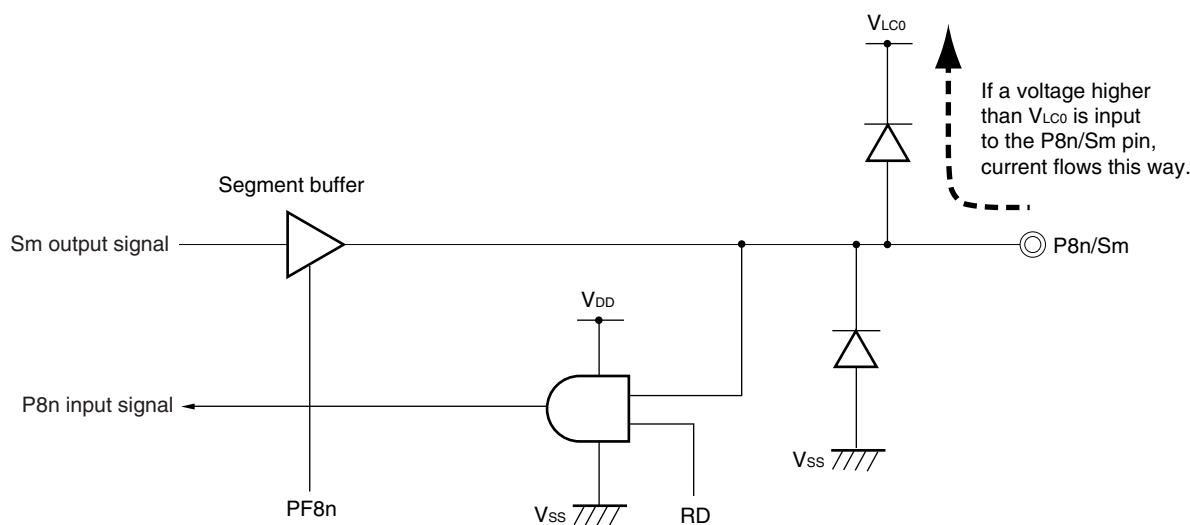 VLC0
If a voltage higher
than VLC0 is input
to the P8n/Sm pin,
current flows this way.
Segment buffer
Sm output signal
P8n/Sm
VDD
P8n input signal
VSS
PF8n
VSS
RD